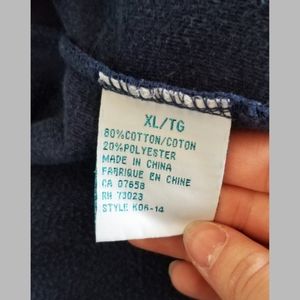 XL/TG
80%COTTON/COTON
20%POLYESTER
MADE IN CHINA
FABRIQUE EN CHINE
CA 07658
RN 73023
STYLE K06-14